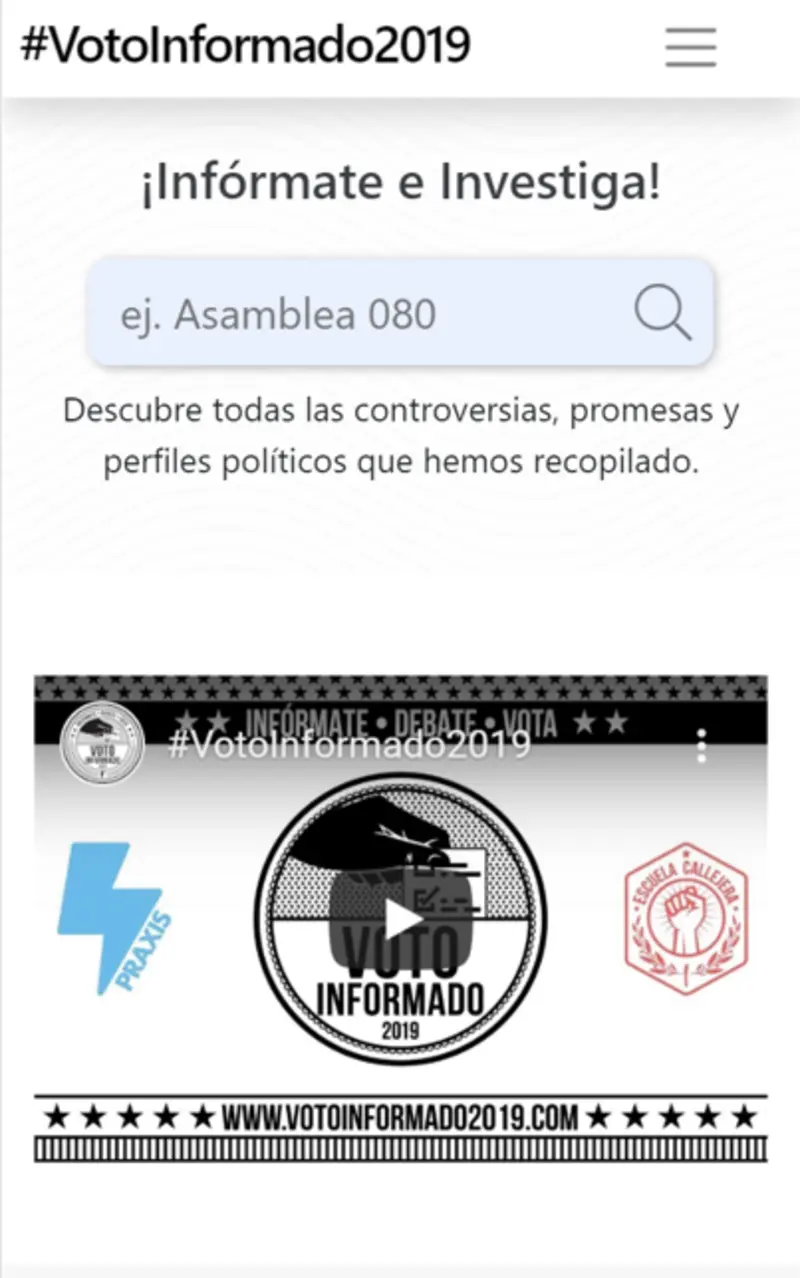 #VotoInformado2019
¡Infórmate e Investiga!
ej. Asamblea 080
Descubre todas las controversias, promesas y
perfiles políticos que hemos recopilado.
INFÓRMATE • DEBATE • VOTA
#VotoInformado2019
VOTO
INFORMADO
PRAXIS
ESCUELA CALLEJERA
VOTO
INFORMADO
2019
WWW.VOTOINFORMADO2019.COM